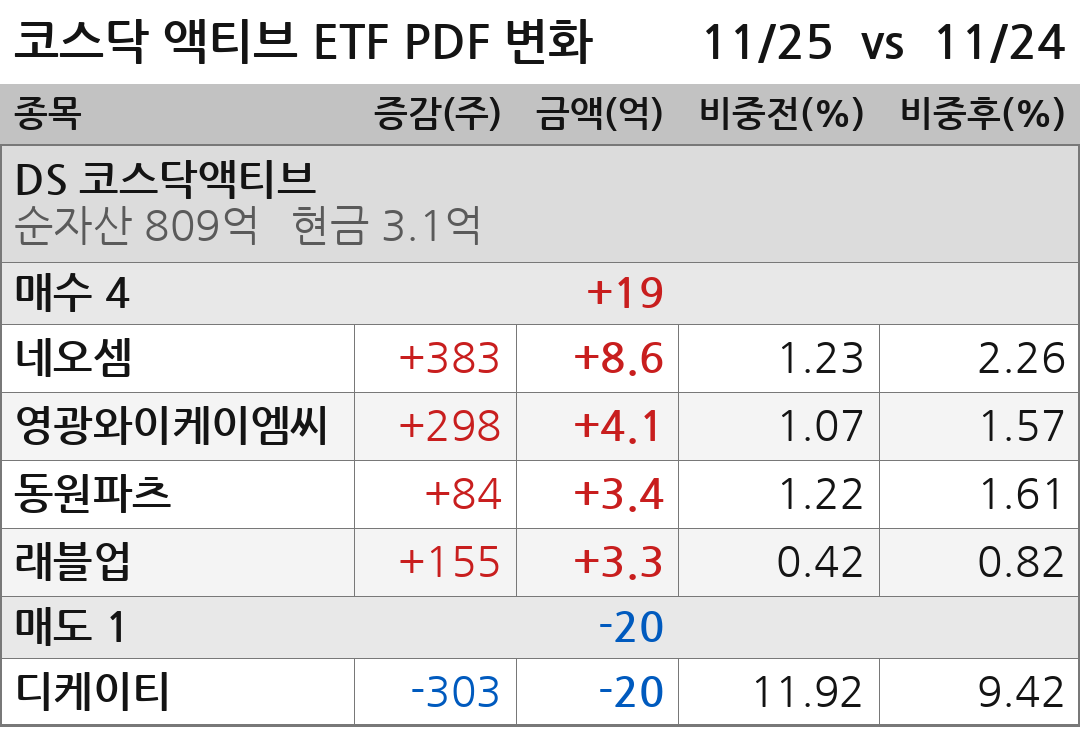 코스닥 액티브 ETF PDF 변화 11/25 vs 11/24
종목 증감(주) 금액(억) 비중전(%) 비중후(%)
DS 코스닥액티브
순자산 809억 현금 3.1억
매수 4 +19
네오셈 +383 +8.6 1.23 2.26
영광와이케이엠씨 +298 +4.1 1.07 1.57
동원파츠 +84 +3.4 1.22 1.61
래블업 +155 +3.3 0.42 0.82
매도 1 -20
디케이티 -303 -20 11.92 9.42